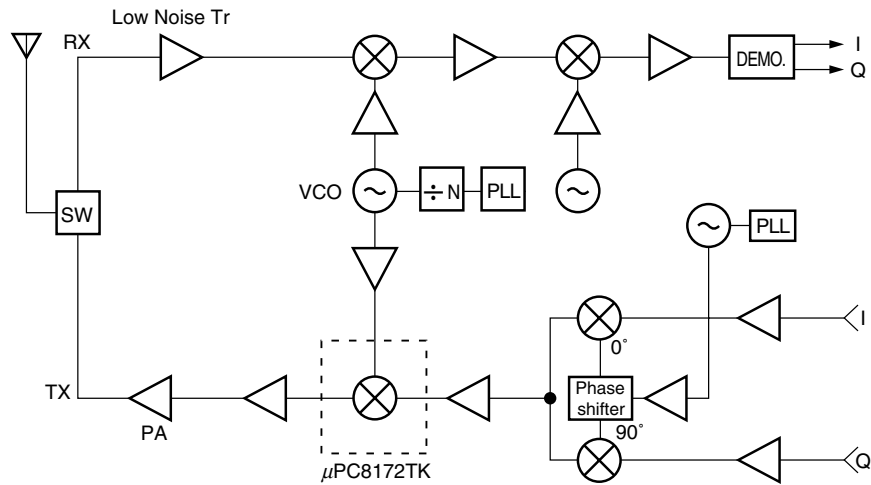 Low Noise Tr
RX
DEMO.
I
Q
VCO
÷ N
PLL
SW
PLL
I
0°
Phase
shifter
90°
TX
PA
Q
μPC8172TK